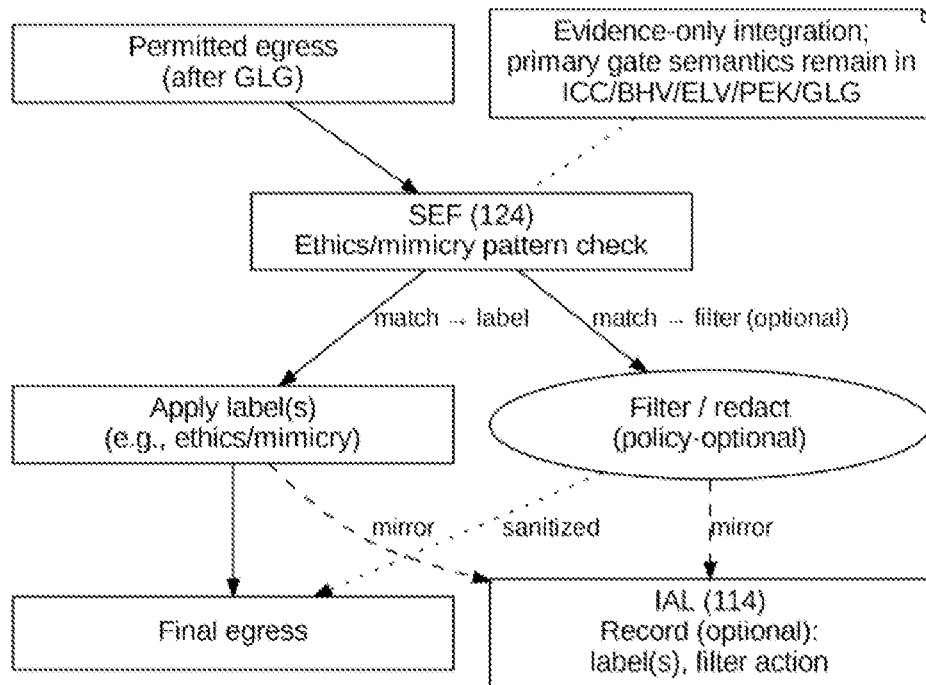 Permitted egress
(after GLG)
Evidence-only integration;
primary gate semantics remain in
ICC/BHV/ELV/PEK/GLG
SEF (124)
Ethics/mimicry pattern check
match → label
match → filter (optional)
Apply label(s)
(e.g., ethics/mimicry)
Filter / redact
(policy-optional)
mirror
sanitized
mirror
Final egress
IAL (114)
Record (optional):
label(s), filter action